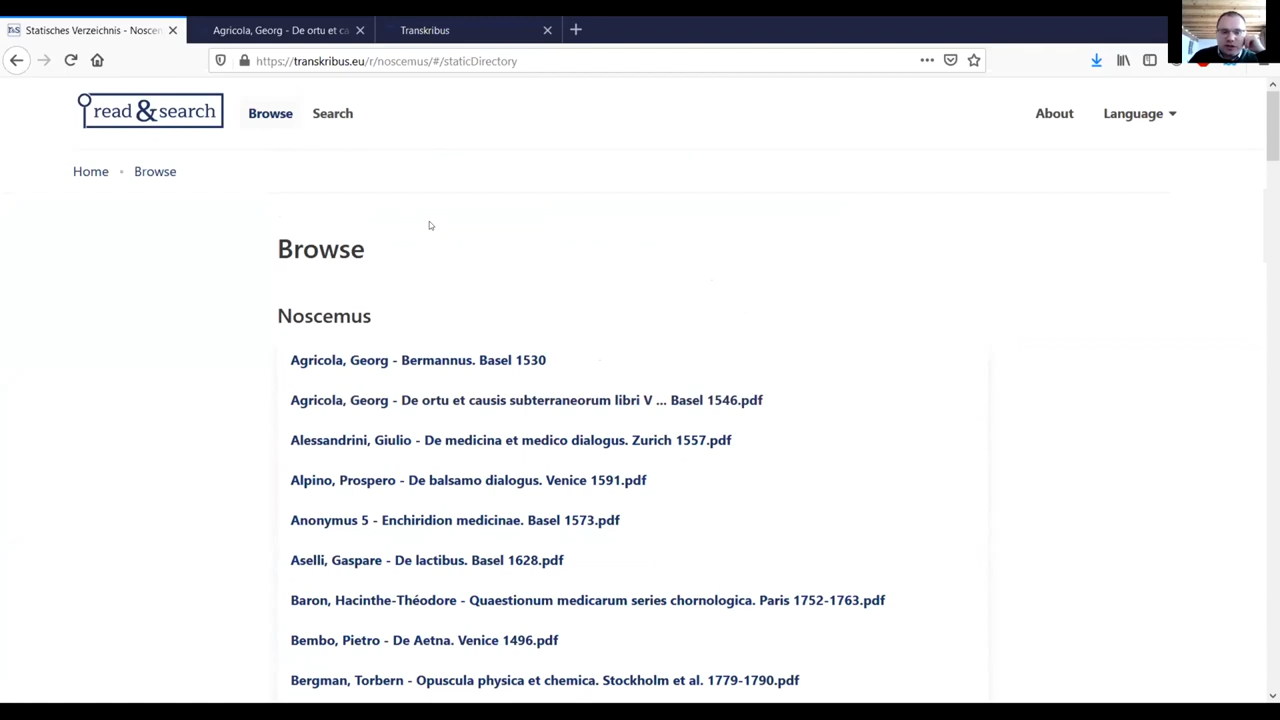 Statisches Verzeichnis - Noscen
Agricola, Georg - De ortu et ca
Transkribus
https://transkribus.eu/r/noscemus/#/staticDirectory
read&search
Browse
Search
About
Language
Home
Browse
Browse
Noscemus
Agricola, Georg - Bermannus. Basel 1530
Agricola, Georg - De ortu et causis subterraneorum libri V ... Basel 1546.pdf
Alessandrini, Giulio - De medicina et medico dialogus. Zurich 1557.pdf
Alpino, Prospero - De balsamo dialogus. Venice 1591.pdf
Anonymus 5 - Enchiridion medicinae. Basel 1573.pdf
Aselli, Gaspare - De lactibus. Basel 1628.pdf
Baron, Hacinthe-Théodore - Quaestionum medicarum series chornologica. Paris 1752-1763.pdf
Bembo, Pietro - De Aetna. Venice 1496.pdf
Bergman, Torbern - Opuscula physica et chemica. Stockholm et al. 1779-1790.pdf